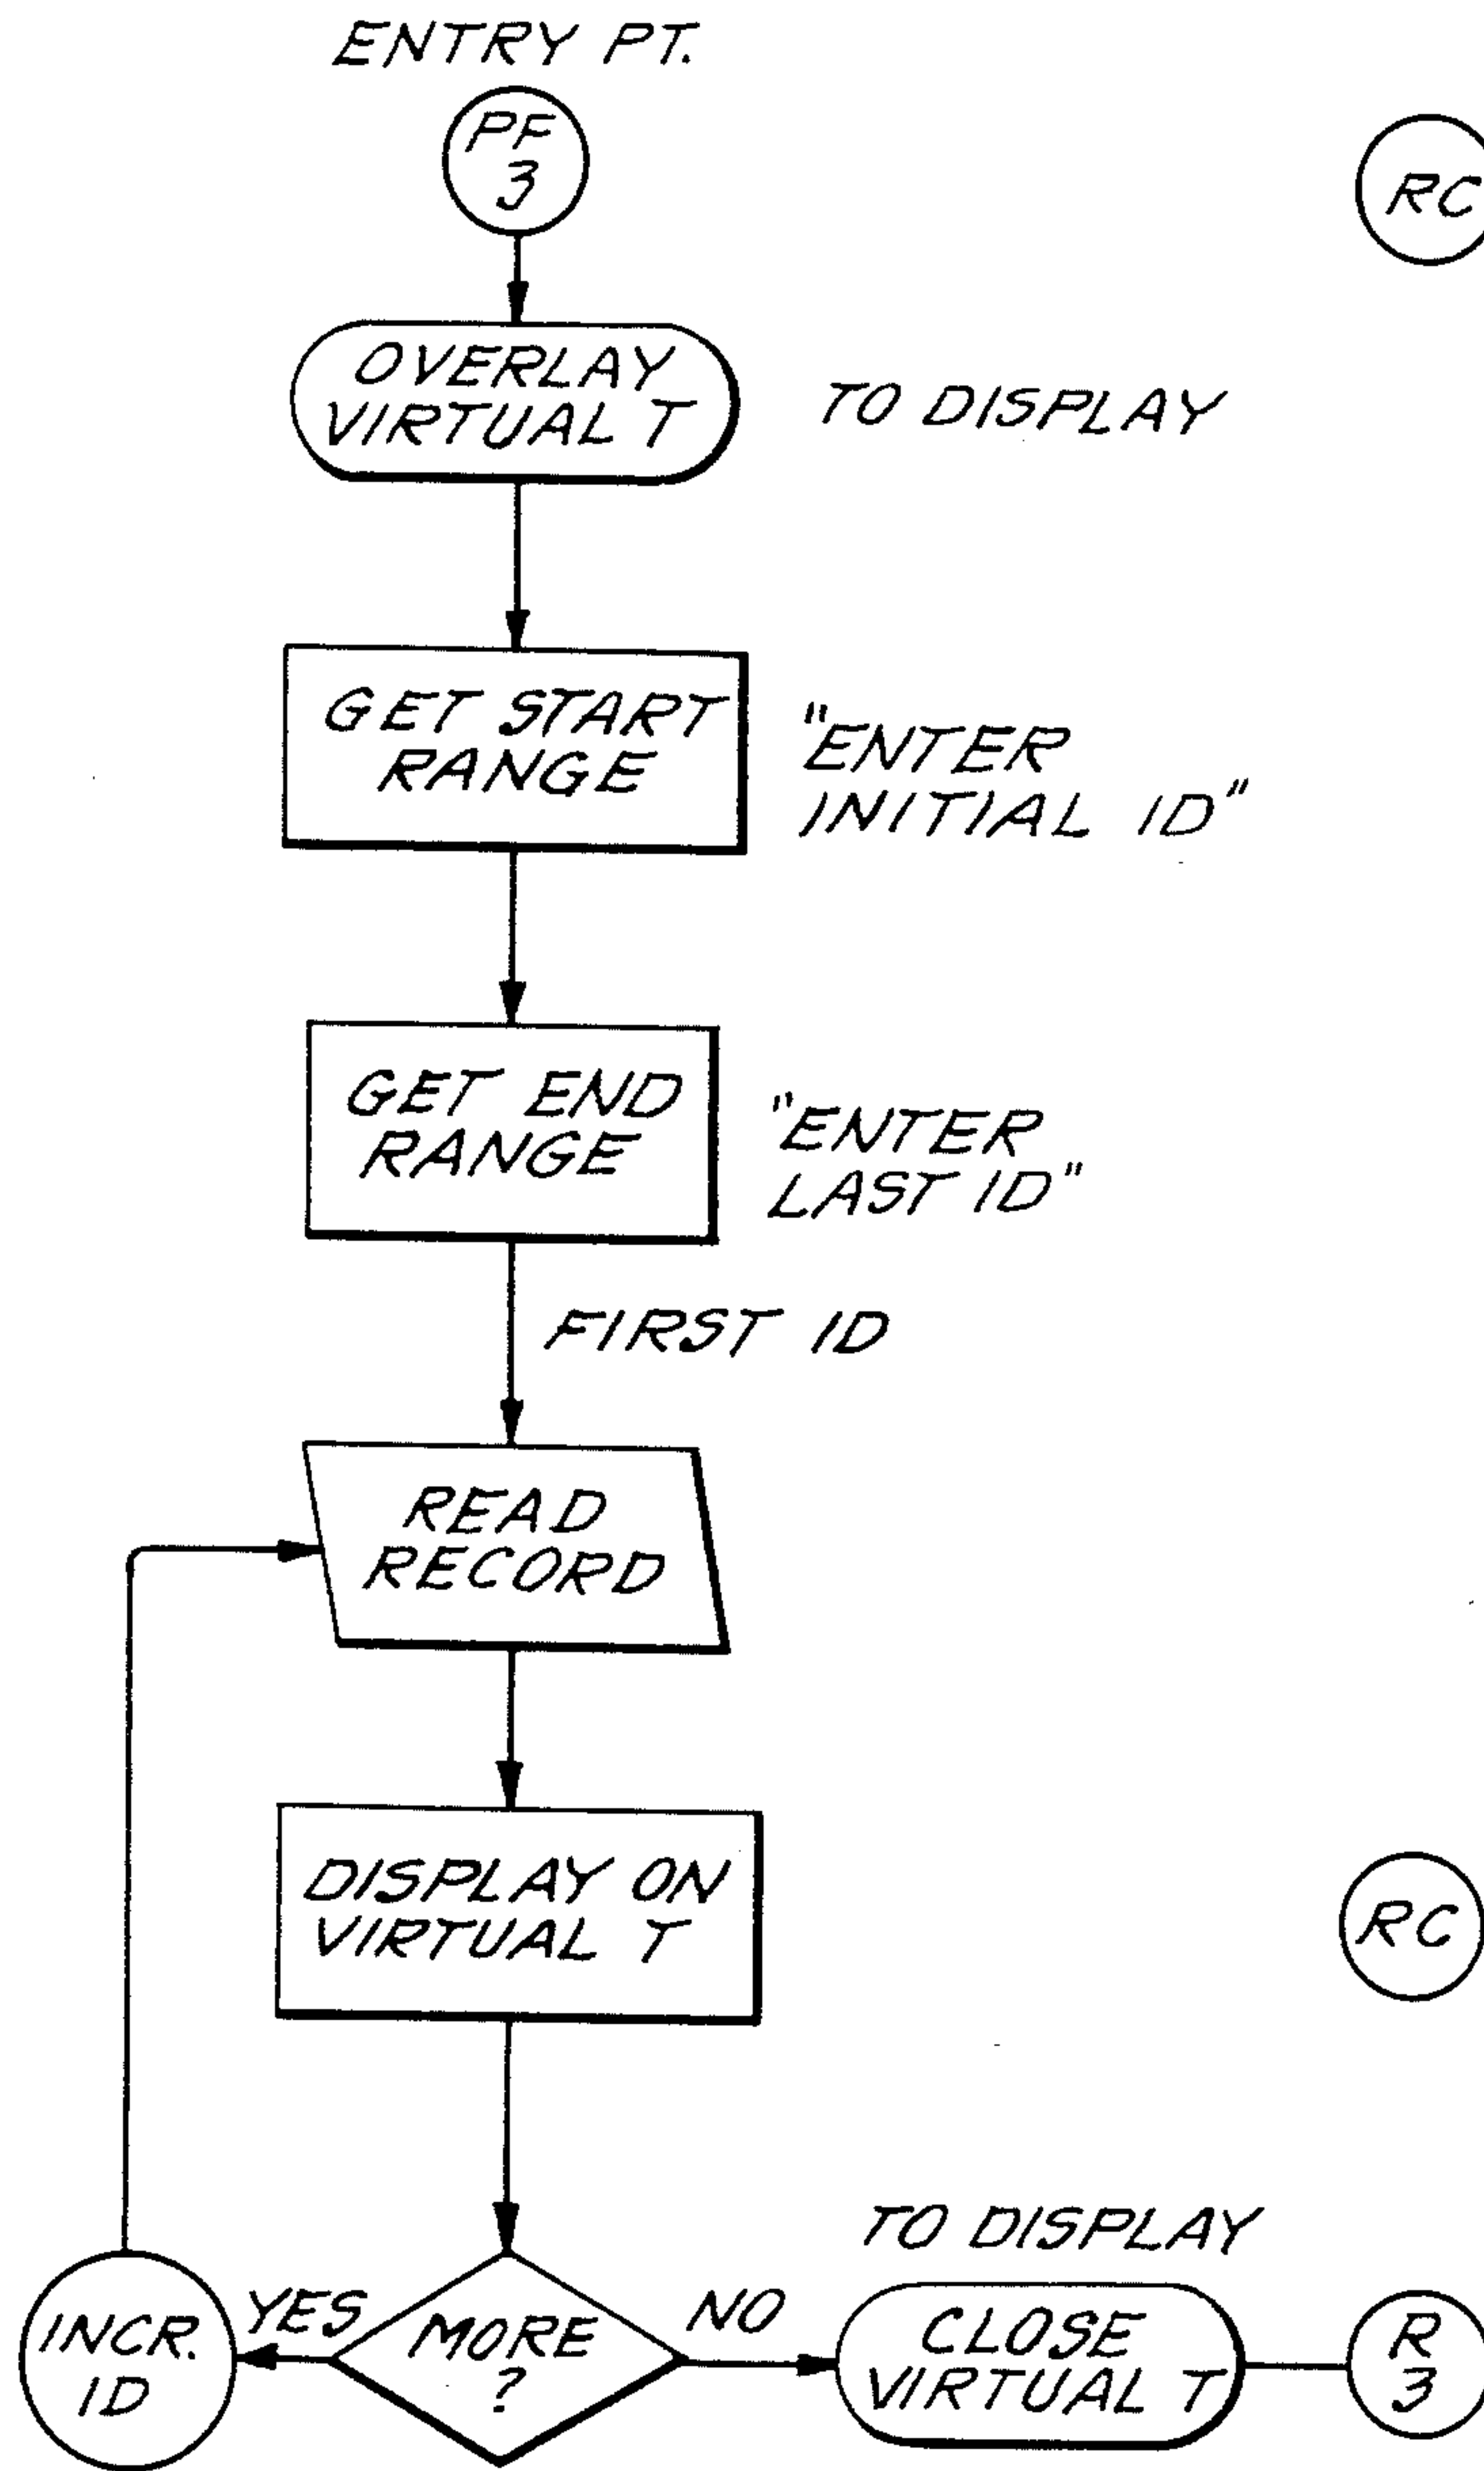 ENTRY PT.
PF
3
RC
OVERLAY
VIRTUAL T
TO DISPLAY
GET START
RANGE
"ENTER
INITIAL ID"
GET END
RANGE
"ENTER
LAST ID"
FIRST ID
READ
RECORD
DISPLAY ON
VIRTUAL T
RC
TO DISPLAY
INCR.
ID
YES
MORE
?
NO
CLOSE
VIRTUAL T
R
3